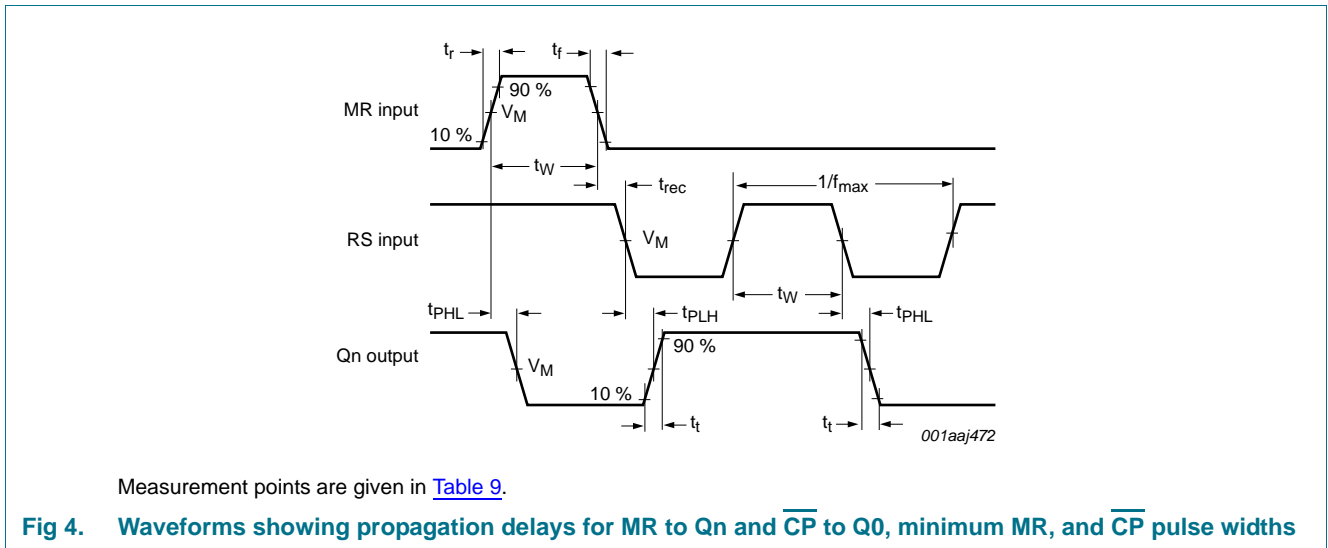 tr tf
90 %
MR input VM
10 %
tW
trec 1/fmax
RS input VM
tW
tPHL tPLH tPHL
90 %
Qn output VM
10 %
tt tt
001aaj472
Measurement points are given in Table 9.
Fig 4. Waveforms showing propagation delays for MR to Qn and C̅P̅ to Q0, minimum MR, and C̅P̅ pulse widths